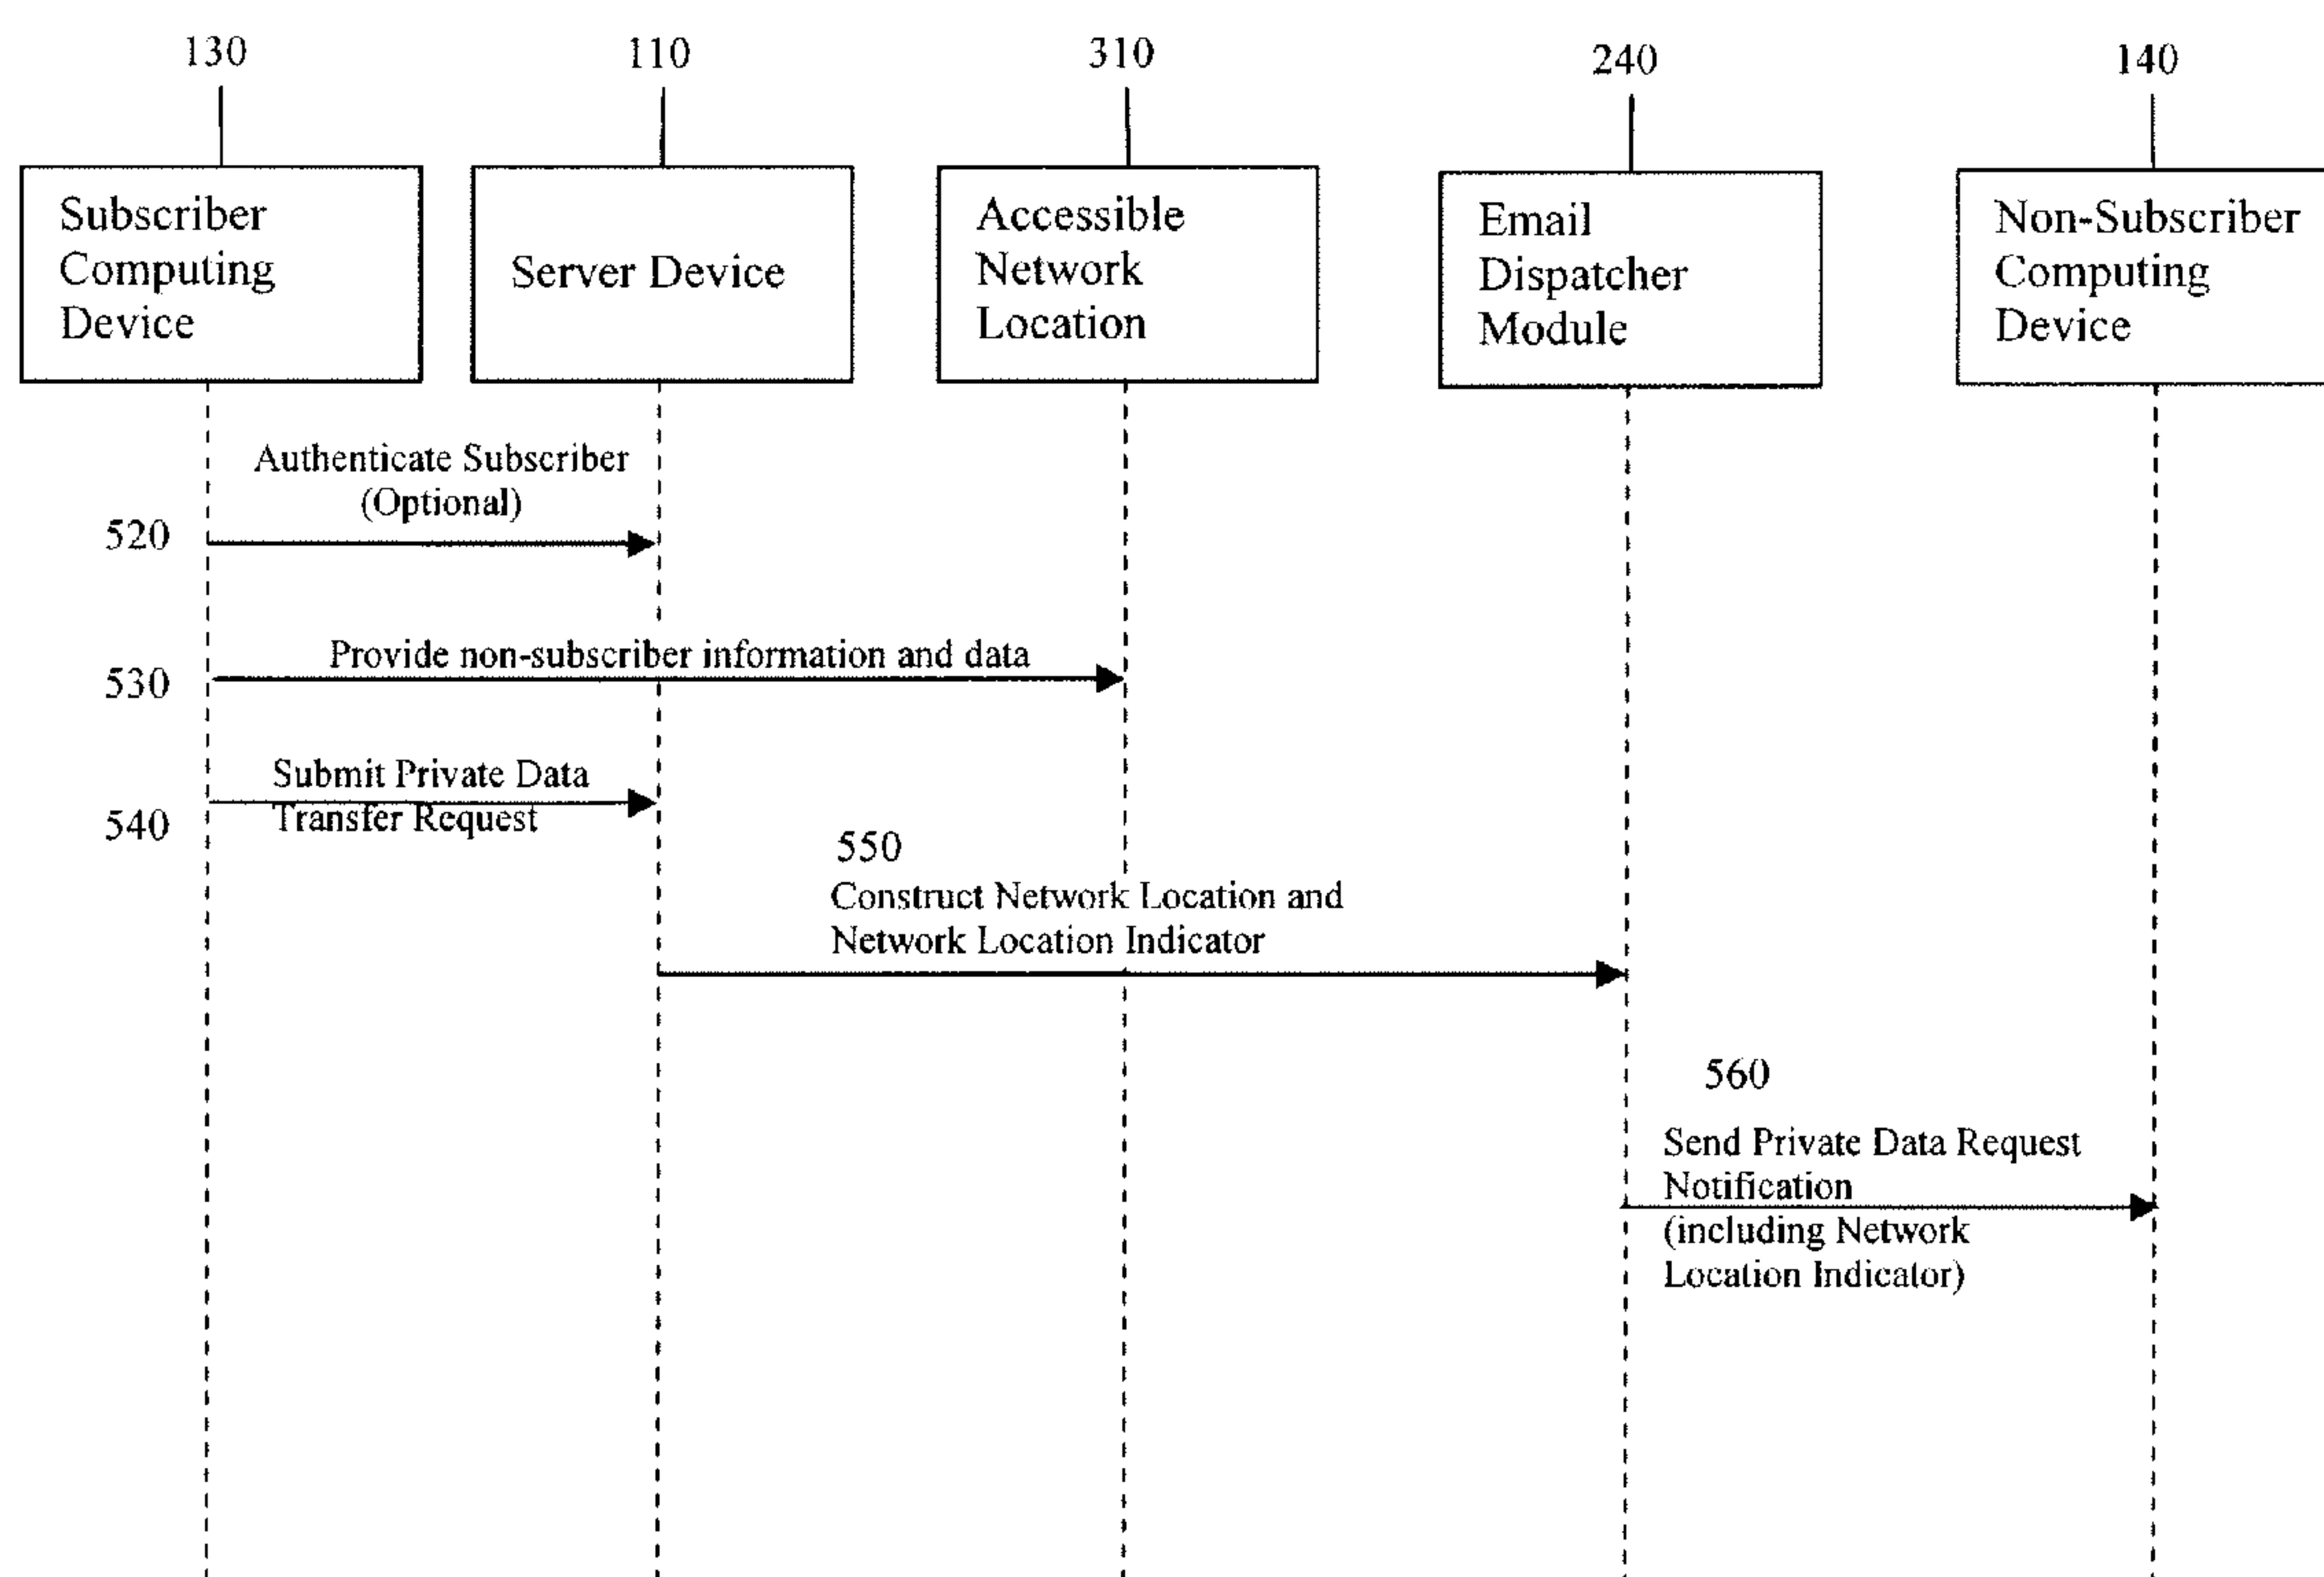 130
110
310
240
140
Subscriber
Computing
Device
Server Device
Accessible
Network
Location
Email
Dispatcher
Module
Non-Subscriber
Computing
Device
Authenticate Subscriber
(Optional)
520
Provide non-subscriber information and data
530
Submit Private Data
Transfer Request
540
550
Construct Network Location and
Network Location Indicator
560
Send Private Data Request
Notification
(including Network
Location Indicator)